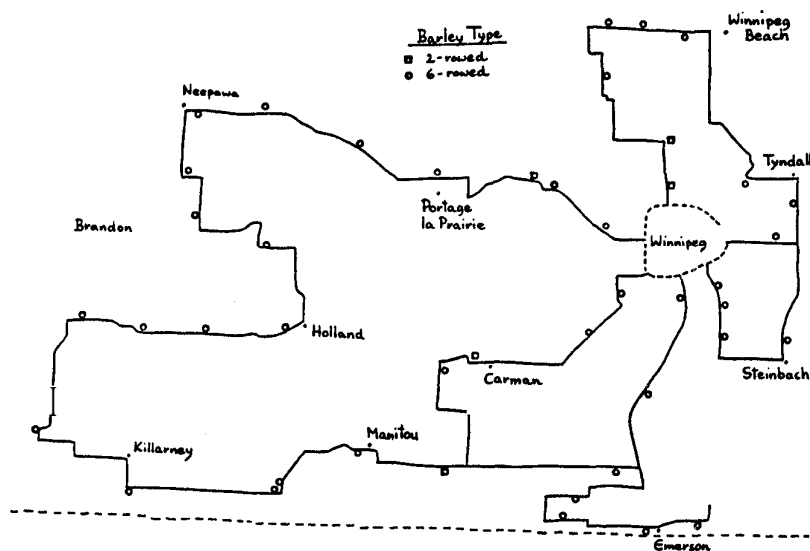 Barley Type
2-rowed
6-rowed
Winnipeg
Beach
Neepawa
Tyndall
Portage
la Prairie
Brandon
Winnipeg
Holland
Carman
Steinbach
Manitou
Killarney
Emerson